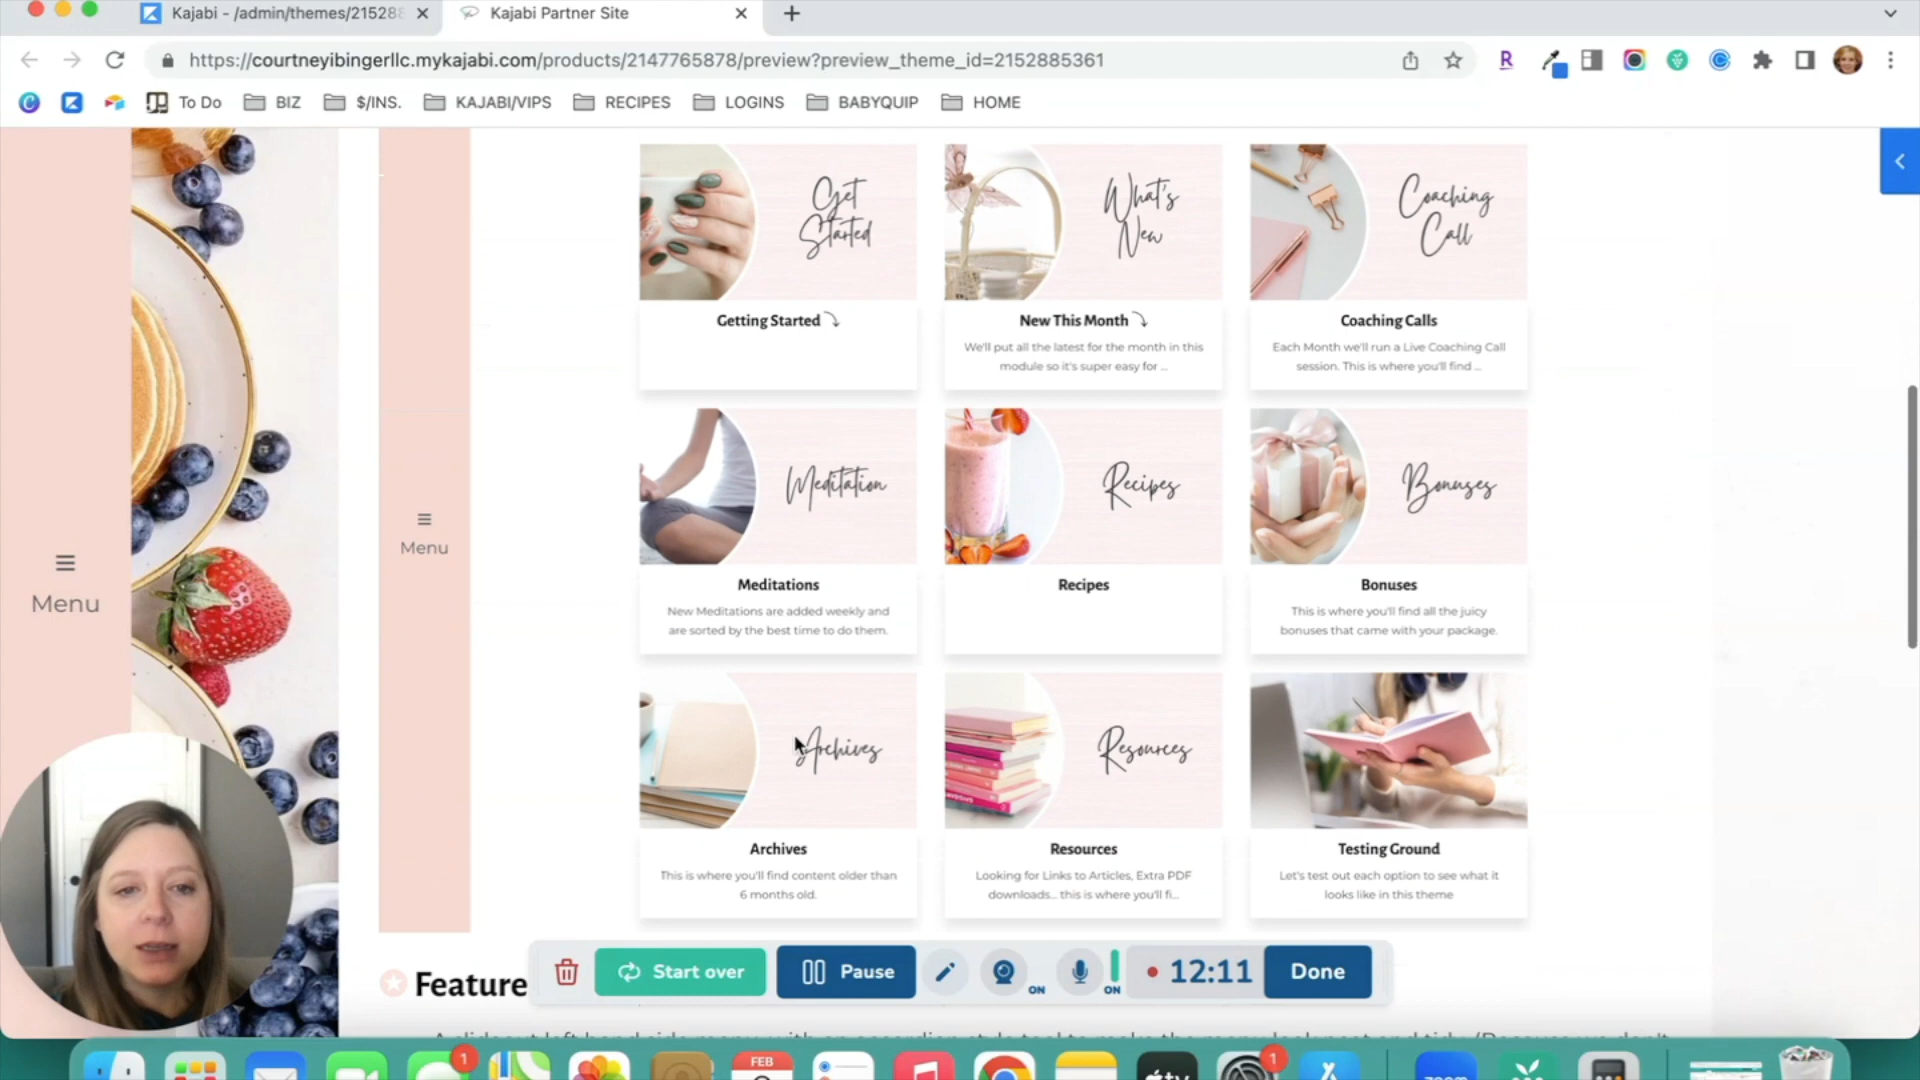 Kajabi - /admin/themes/21528
Kajabi Partner Site
https://courtneyibingerllc.mykajabi.com/products/2147765878/preview?preview_theme_id=2152885361
To Do
BIZ
$/INS.
KAJABI/VIPS
RECIPES
LOGINS
BABYQUIP
HOME
Get
Started
What's
New
Coaching
Call
Getting Started
New This Month
Coaching Calls
We'll put all the latest for the month in this
module so it's super easy for ...
Each Month we'll run a Live Coaching Call
session. This is where you'll find ...
Meditation
Recipes
Bonuses
Menu
Menu
Meditations
Recipes
Bonuses
New Meditations are added weekly and
are sorted by the best time to do them.
This is where you'll find all the juicy
bonuses that came with your package.
Archives
Resources
Archives
Resources
Testing Ground
This is where you'll find content older than
6 months old.
Looking for Links to Articles, Extra PDF
downloads... this is where you'll fi...
Let's test out each option to see what it
looks like in this theme
Feature
Start over
Pause
ON
ON
12:11
Done
1
FEB
tv
1
zoom